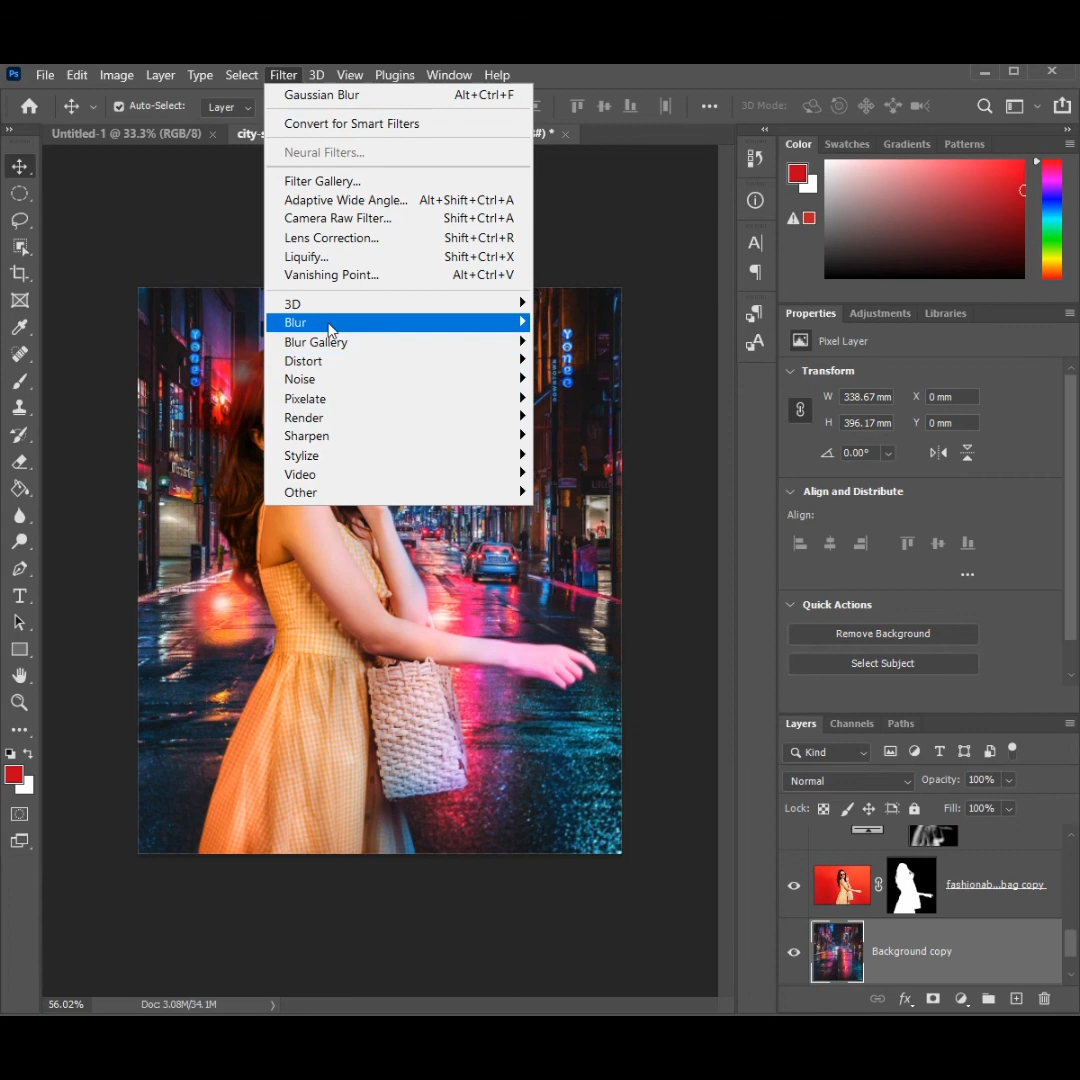 Ps File Edit Image Layer Type Select Filter 3D View Plugins Window Help
Auto-Select: Layer 3D Mode:
Untitled-1 @ 33.3% (RGB/8) × city-s #) * ×
Gaussian Blur Alt+Ctrl+F
Convert for Smart Filters
Neural Filters...
Filter Gallery...
Adaptive Wide Angle... Alt+Shift+Ctrl+A
Camera Raw Filter... Shift+Ctrl+A
Lens Correction... Shift+Ctrl+R
Liquify... Shift+Ctrl+X
Vanishing Point... Alt+Ctrl+V
3D
Blur
Blur Gallery
Distort
Noise
Pixelate
Render
Sharpen
Stylize
Video
Other
Yonge
Yonge
DOWNTOWN
Color Swatches Gradients Patterns
Properties Adjustments Libraries
Pixel Layer
Transform
W 338.67 mm X 0 mm
H 396.17 mm Y 0 mm
0.00°
Align and Distribute
Align:
Quick Actions
Remove Background
Select Subject
Layers Channels Paths
Kind
Normal Opacity: 100%
Lock: Fill: 100%
fashionab...bag copy
Background copy
fx
56.02% Doc: 3.08M/34.1M